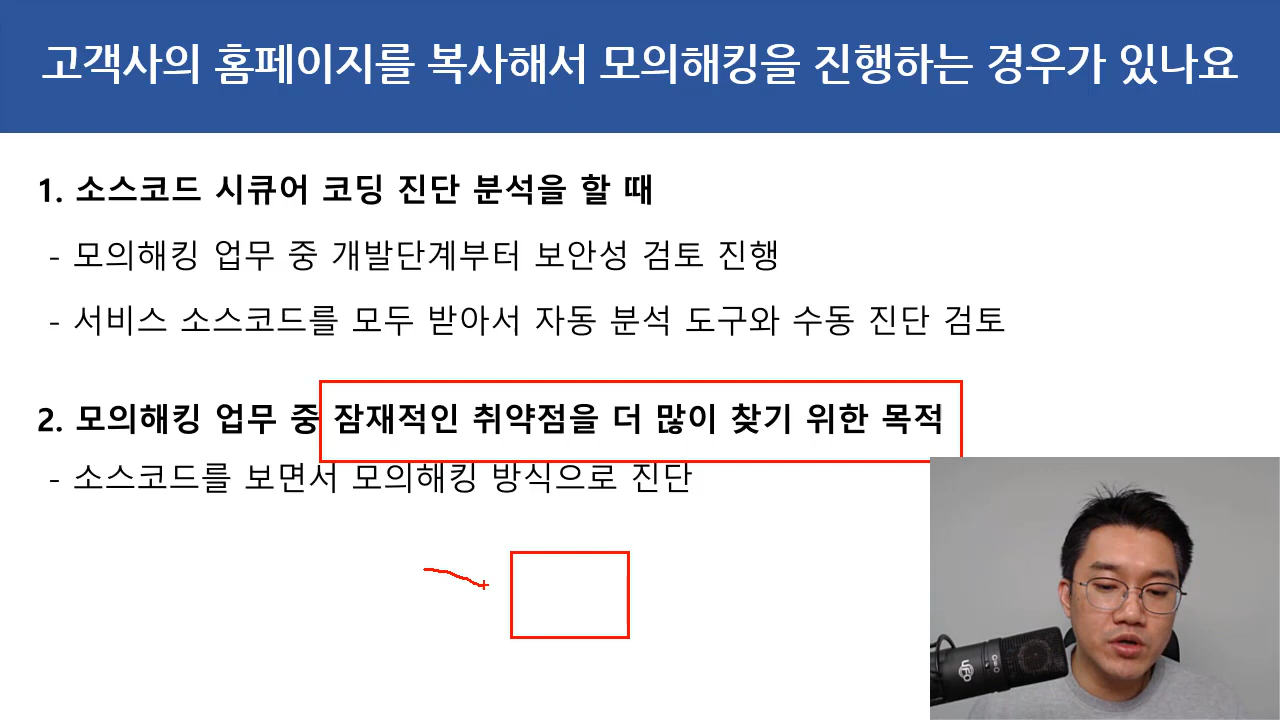 고객사의 홈페이지를 복사해서 모의해킹을 진행하는 경우가 있나요
1. 소스코드 시큐어 코딩 진단 분석을 할 때
- 모의해킹 업무 중 개발단계부터 보안성 검토 진행
- 서비스 소스코드를 모두 받아서 자동 분석 도구와 수동 진단 검토
2. 모의해킹 업무 중 잠재적인 취약점을 더 많이 찾기 위한 목적
- 소스코드를 보면서 모의해킹 방식으로 진단
UFO